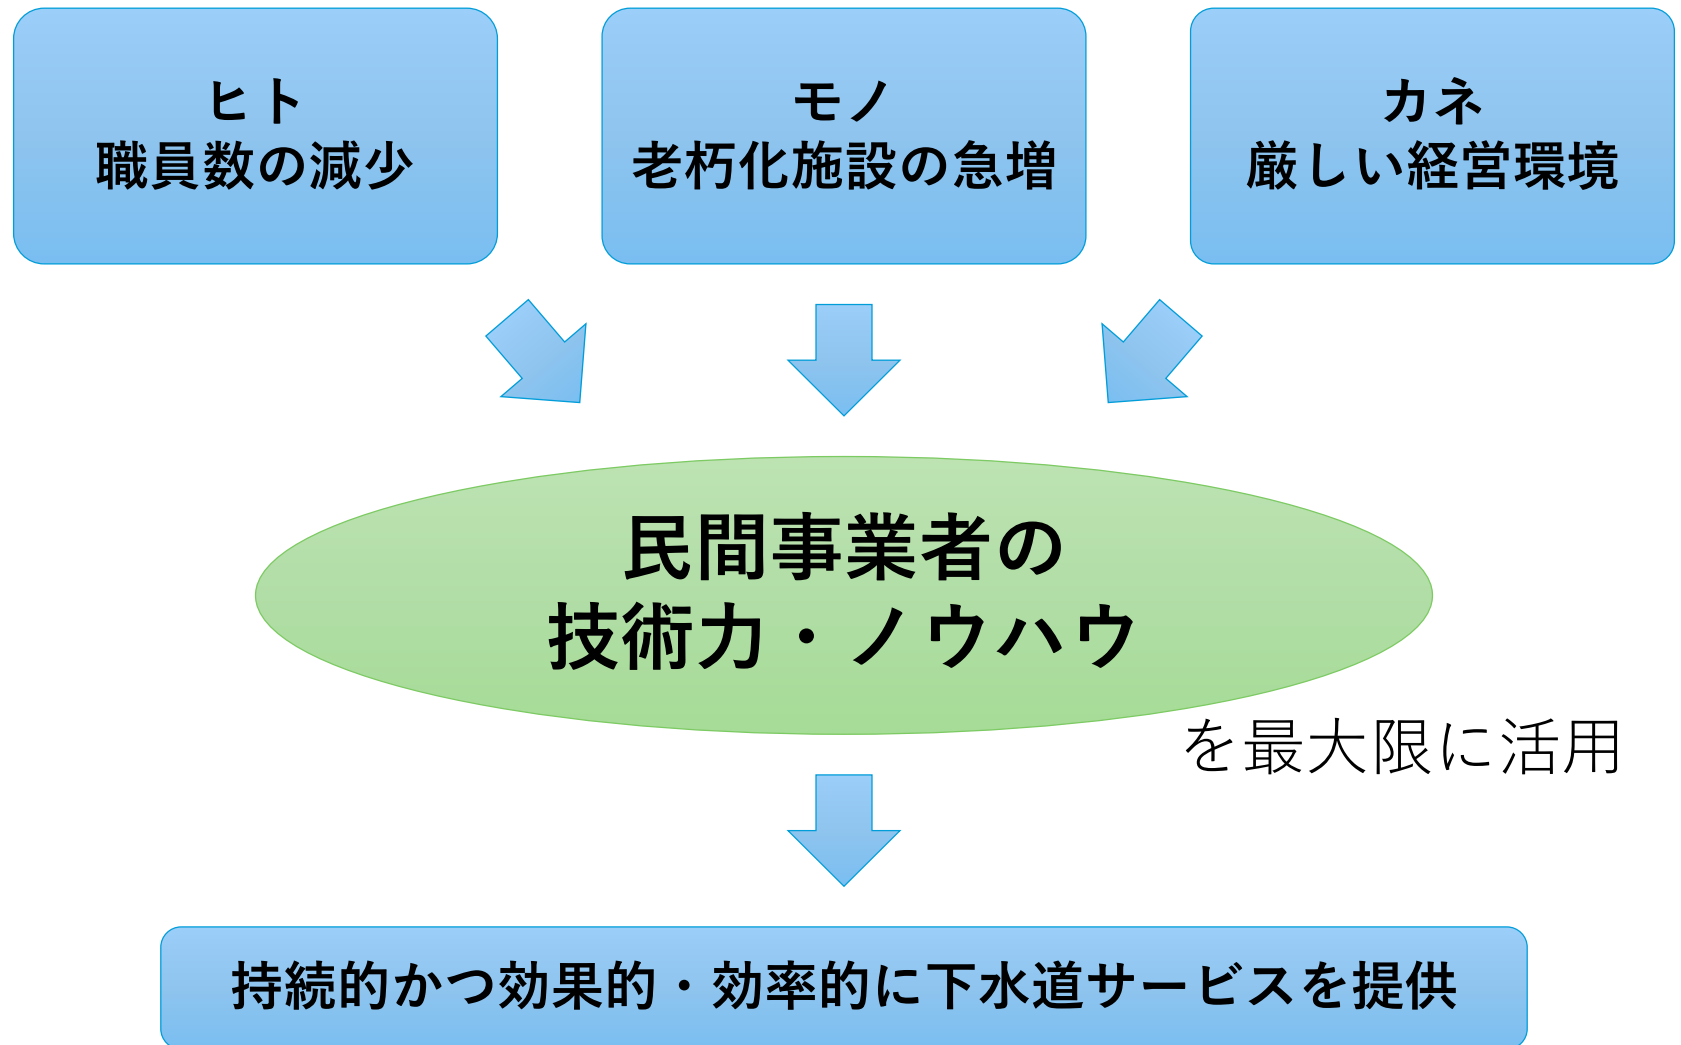 ヒト
職員数の減少
モノ
老朽化施設の急増
カネ
厳しい経営環境
民間事業者の
技術力・ノウハウ
を最大限に活用
持続的かつ効果的・効率的に下水道サービスを提供